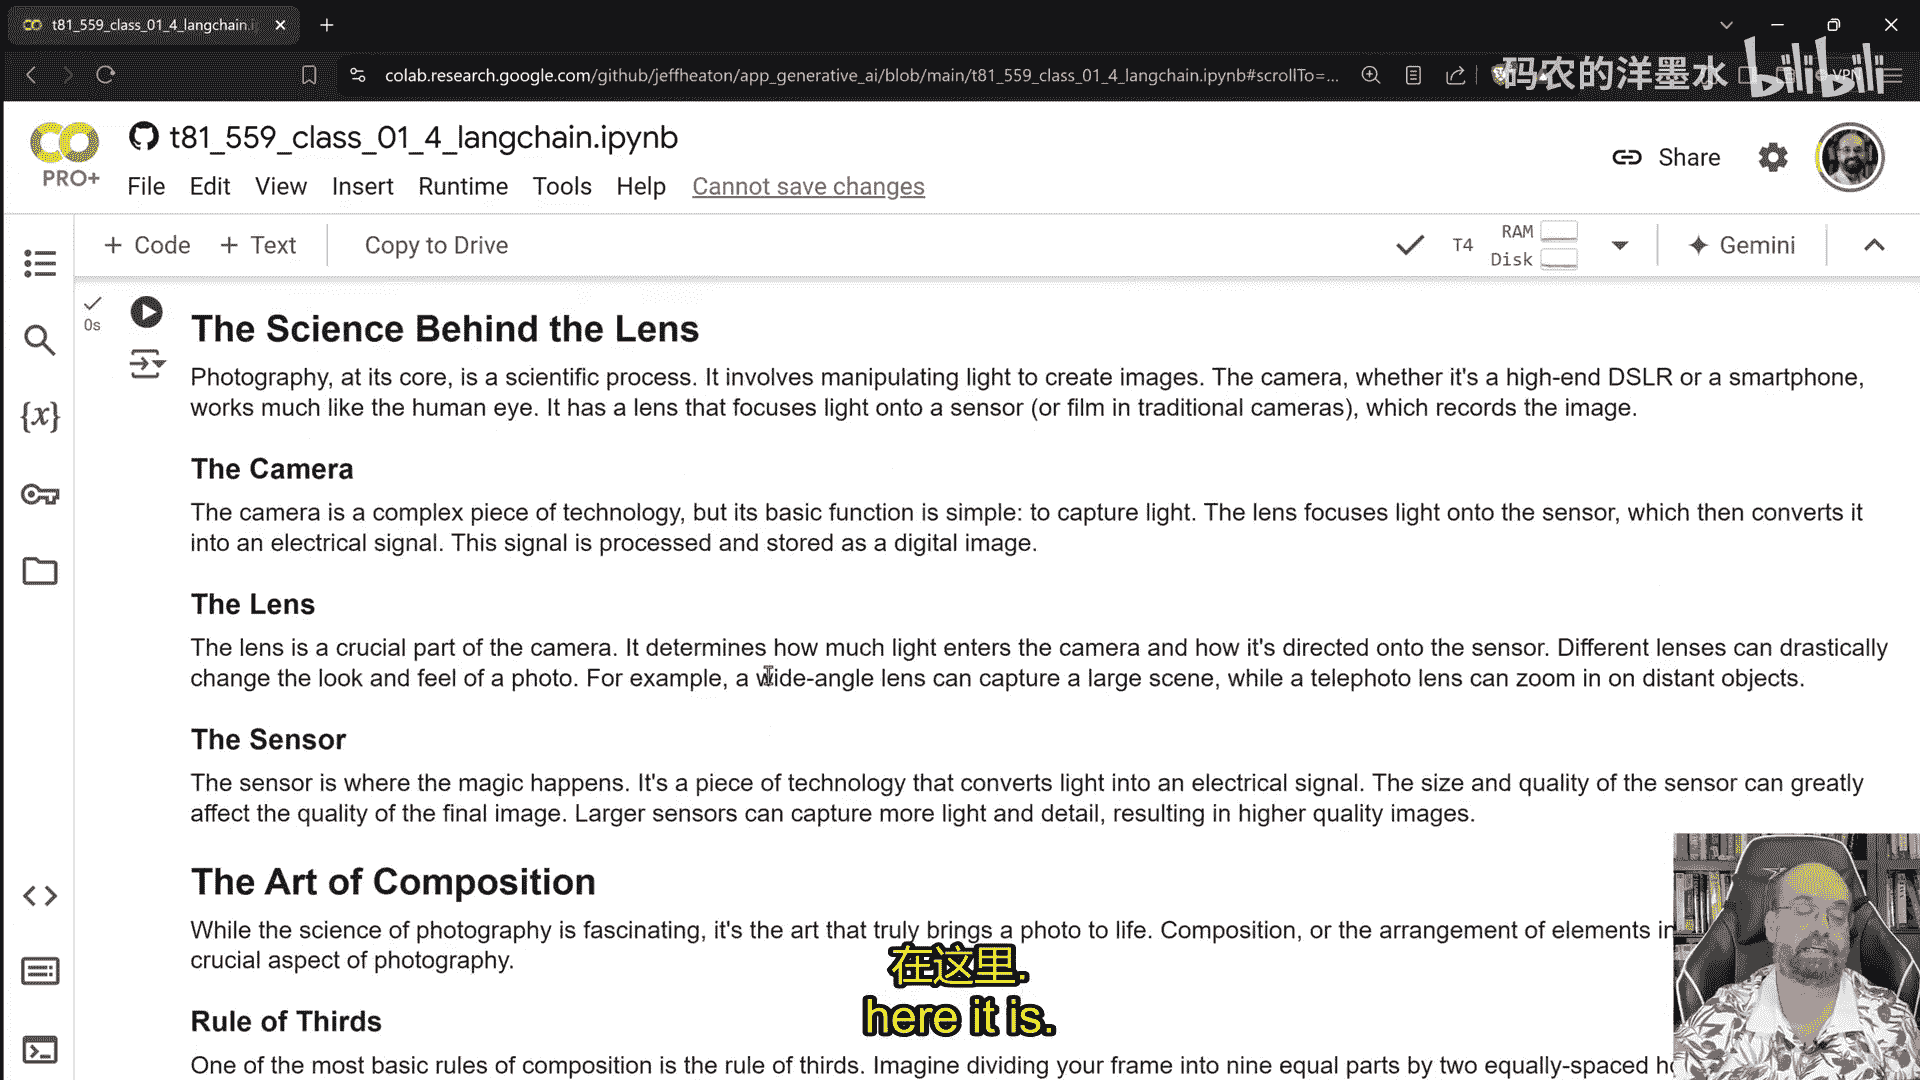 t81_559_class_01_4_langchain.i
colab.research.google.com/github/jeffheaton/app_generative_ai/blob/main/t81_559_class_01_4_langchain.ipynb#scrollTo=...
VPN
码农的洋墨水 bilibili
CO
PRO+
t81_559_class_01_4_langchain.ipynb
File Edit View Insert Runtime Tools Help Cannot save changes
Share
+ Code + Text Copy to Drive
T4
RAM
Disk
Gemini
0s
{x}
The Science Behind the Lens
Photography, at its core, is a scientific process. It involves manipulating light to create images. The camera, whether it's a high-end DSLR or a smartphone,
works much like the human eye. It has a lens that focuses light onto a sensor (or film in traditional cameras), which records the image.
The Camera
The camera is a complex piece of technology, but its basic function is simple: to capture light. The lens focuses light onto the sensor, which then converts it
into an electrical signal. This signal is processed and stored as a digital image.
The Lens
The lens is a crucial part of the camera. It determines how much light enters the camera and how it's directed onto the sensor. Different lenses can drastically
change the look and feel of a photo. For example, a wide-angle lens can capture a large scene, while a telephoto lens can zoom in on distant objects.
The Sensor
The sensor is where the magic happens. It's a piece of technology that converts light into an electrical signal. The size and quality of the sensor can greatly
affect the quality of the final image. Larger sensors can capture more light and detail, resulting in higher quality images.
The Art of Composition
While the science of photography is fascinating, it's the art that truly brings a photo to life. Composition, or the arrangement of elements in
crucial aspect of photography.
在这里.
here it is.
Rule of Thirds
One of the most basic rules of composition is the rule of thirds. Imagine dividing your frame into nine equal parts by two equally-spaced